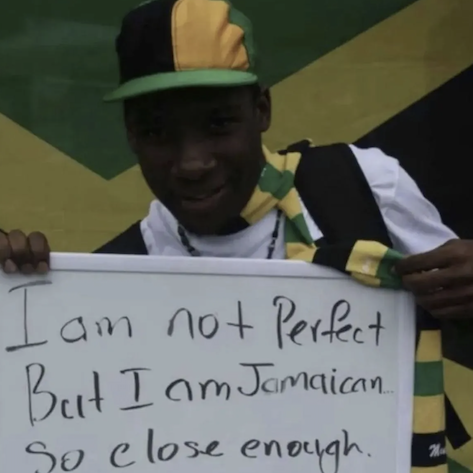 I am not Perfect
But I am Jamaican..
so close enough.